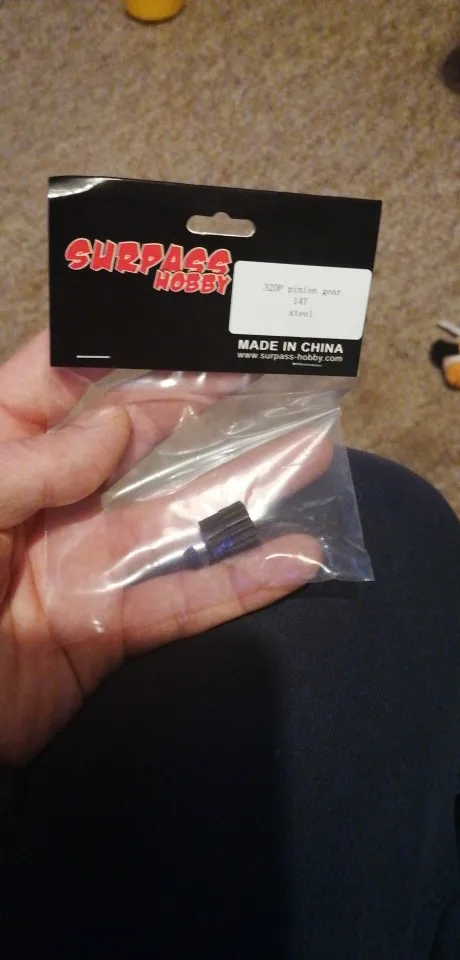 SURPASS
HOBBY
32DP pinion gear
14T
steel
MADE IN CHINA
www.surpass-hobby.com